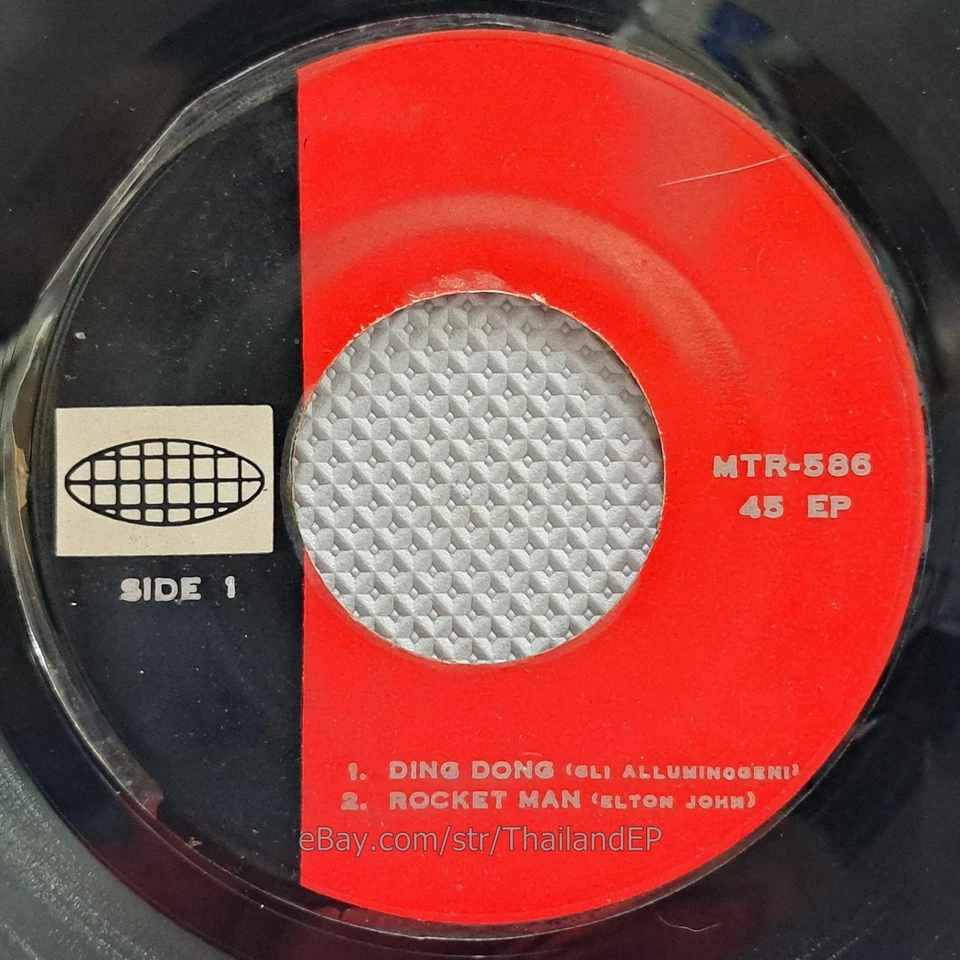 MTR-586
45 EP
SIDE 1
1. DING DONG (GLI ALLUMINOGENI)
2. ROCKET MAN (ELTON JOHN)
eBay.com/str/ThailandEP